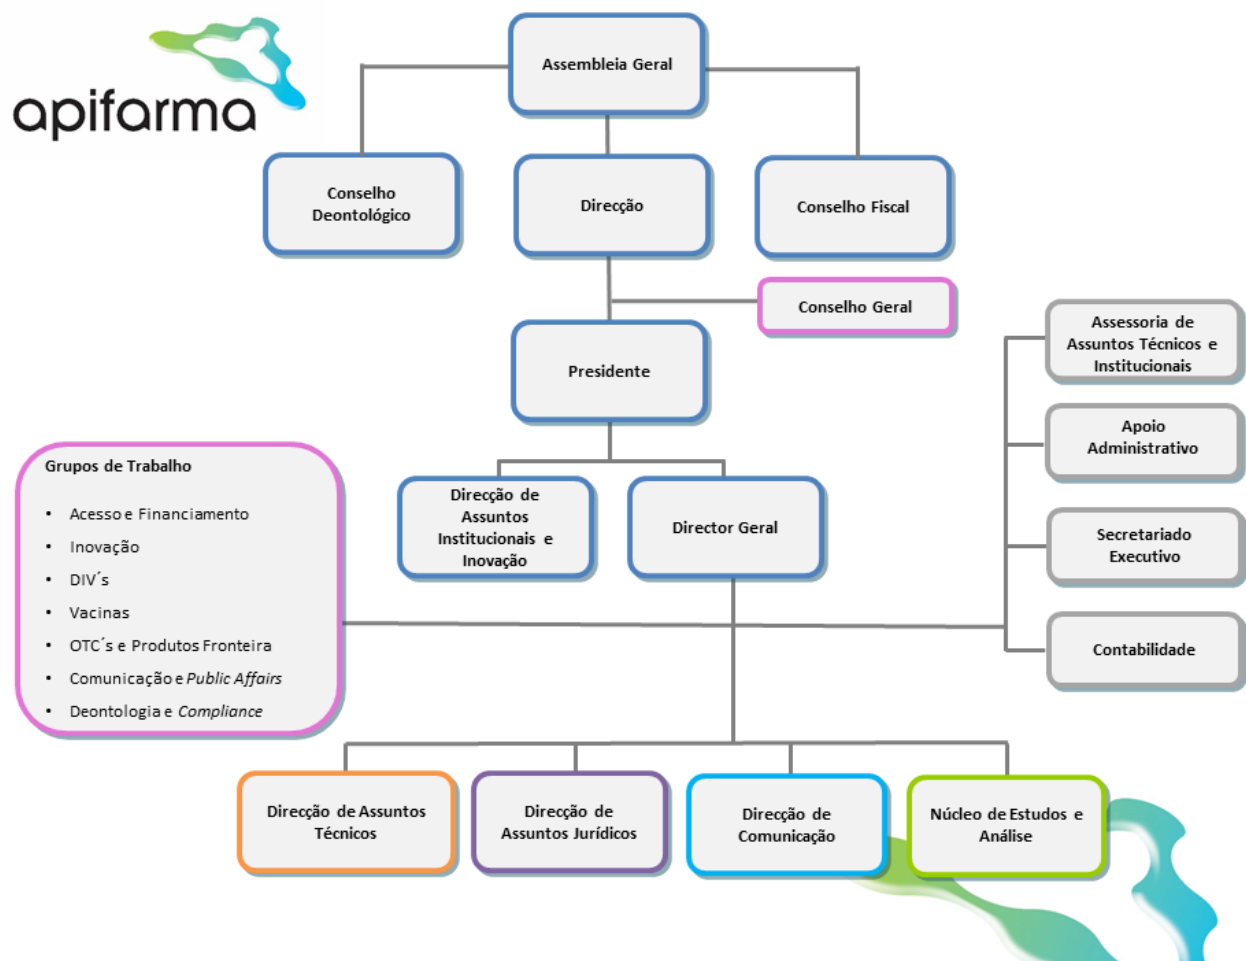 apifarma
Assembleia Geral
Conselho
Deontológico
Direcção
Conselho Fiscal
Conselho Geral
Presidente
Assessoria de
Assuntos Técnicos e
Institucionais
Apoio
Administrativo
Secretariado
Executivo
Contabilidade
Grupos de Trabalho
• Acesso e Financiamento
• Inovação
• DIV´s
• Vacinas
• OTC´s e Produtos Fronteira
• Comunicação e Public Affairs
• Deontologia e Compliance
Direcção de
Assuntos
Institucionais e
Inovação
Director Geral
Direcção de Assuntos
Técnicos
Direcção de
Assuntos Jurídicos
Direcção de
Comunicação
Núcleo de Estudos e
Análise